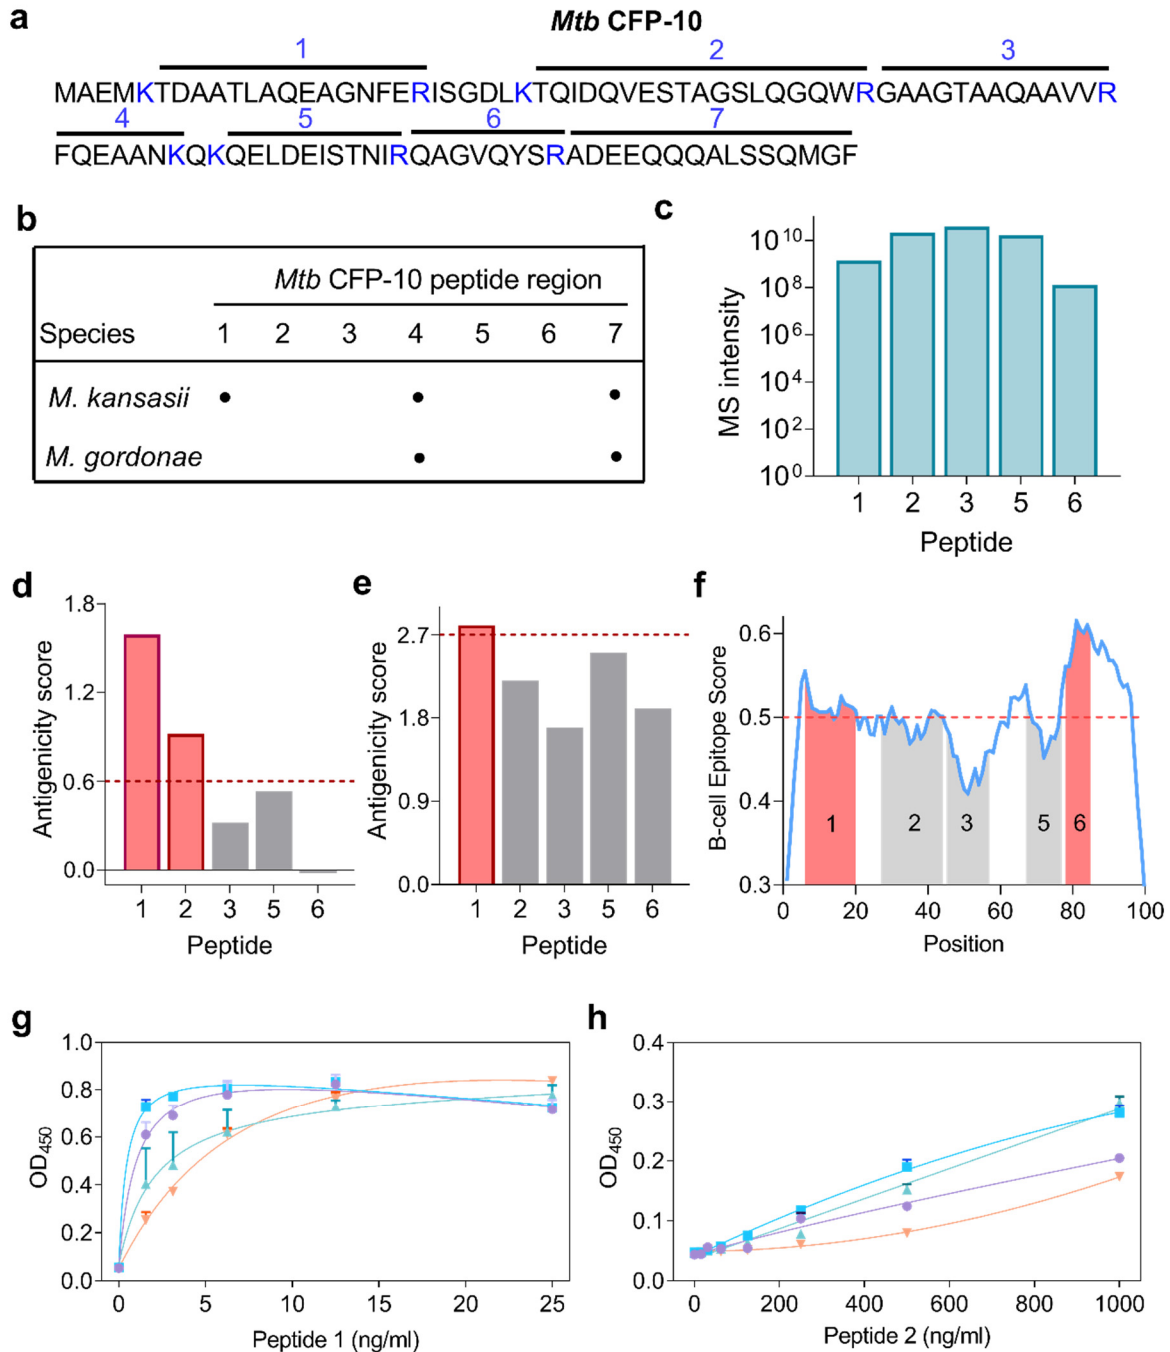 a
Mtb CFP-10
1 2 3
MAEMKTDAATLAQEAGNFERISGDLKTQIDQVESTAGSLQGQWRGAAGTAAQAAVVR
4 5 6 7
FQEAANKQKQELDEISTNIRQAGVQYSRADEEQQQALSSQMGF
b
Mtb CFP-10 peptide region
Species 1 2 3 4 5 6 7
M. kansasii
M. gordonae
c
MS intensity
10^10
10^8
10^6
10^4
10^2
10^0
1 2 3 5 6
Peptide
d
Antigenicity score
1.8
1.2
0.6
0.0
1 2 3 5 6
Peptide
e
Antigenicity score
2.7
1.8
0.9
0.0
1 2 3 5 6
Peptide
f
B-cell Epitope Score
0.6
0.5
0.4
0.3
1 2 3 5 6
0 20 40 60 80 100
Position
g
OD450
1.0
0.8
0.6
0.4
0.2
0.0
0 5 10 15 20 25
Peptide 1 (ng/ml)
h
OD450
0.4
0.3
0.2
0.1
0.0
0 200 400 600 800 1000
Peptide 2 (ng/ml)